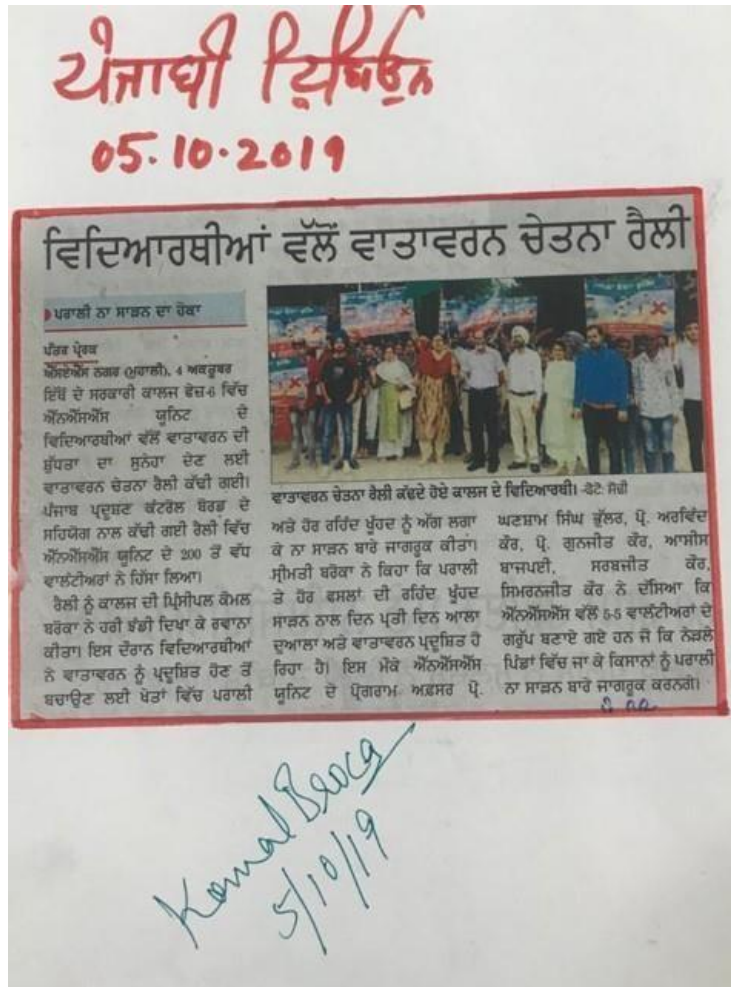 ਪੰਜਾਬੀ ਟ੍ਰਿਬਿਊਨ
05.10.2019
ਵਿਦਿਆਰਥੀਆਂ ਵੱਲੋਂ ਵਾਤਾਵਰਨ ਚੇਤਨਾ ਰੈਲੀ
ਪਰਾਲੀ ਨਾ ਸਾੜਨ ਦਾ ਹੋਕਾ
ਪੱਤਰ ਪ੍ਰੇਰਕ
ਐੱਸਏਐੱਸ ਨਗਰ (ਮੁਹਾਲੀ), 4 ਅਕਤੂਬਰ
ਇੱਥੋਂ ਦੇ ਸਰਕਾਰੀ ਕਾਲਜ ਫੇਜ਼-6 ਵਿੱਚ
ਐੱਨਐੱਸਐੱਸ ਯੂਨਿਟ ਦੇ
ਵਿਦਿਆਰਥੀਆਂ ਵੱਲੋਂ ਵਾਤਾਵਰਨ ਦੀ
ਸ਼ੁੱਧਤਾ ਦਾ ਸੁਨੇਹਾ ਦੇਣ ਲਈ
ਵਾਤਾਵਰਨ ਚੇਤਨਾ ਰੈਲੀ ਕੱਢੀ ਗਈ।
ਪੰਜਾਬ ਪ੍ਰਦੂਸ਼ਣ ਕੰਟਰੋਲ ਬੋਰਡ ਦੇ
ਸਹਿਯੋਗ ਨਾਲ ਕੱਢੀ ਗਈ ਰੈਲੀ ਵਿੱਚ
ਐੱਨਐੱਸਐੱਸ ਯੂਨਿਟ ਦੇ 200 ਤੋਂ ਵੱਧ
ਵਾਲੰਟੀਅਰਾਂ ਨੇ ਹਿੱਸਾ ਲਿਆ।
ਰੈਲੀ ਨੂੰ ਕਾਲਜ ਦੀ ਪ੍ਰਿੰਸੀਪਲ ਕੋਮਲ
ਬਰੋਕਾ ਨੇ ਹਰੀ ਝੰਡੀ ਦਿਖਾ ਕੇ ਰਵਾਨਾ
ਕੀਤਾ। ਇਸ ਦੌਰਾਨ ਵਿਦਿਆਰਥੀਆਂ
ਨੇ ਵਾਤਾਵਰਨ ਨੂੰ ਪ੍ਰਦੂਸ਼ਿਤ ਹੋਣ ਤੋਂ
ਬਚਾਉਣ ਲਈ ਖੇਤਾਂ ਵਿੱਚ ਪਰਾਲੀ
ਵਾਤਾਵਰਨ ਚੇਤਨਾ ਰੈਲੀ ਕੱਢਦੇ ਹੋਏ ਕਾਲਜ ਦੇ ਵਿਦਿਆਰਥੀ। -ਫੋਟੋ: ਸੋਢੀ
ਅਤੇ ਹੋਰ ਰਹਿੰਦ ਖੂੰਹਦ ਨੂੰ ਅੱਗ ਲਗਾ
ਕੇ ਨਾ ਸਾੜਨ ਬਾਰੇ ਜਾਗਰੂਕ ਕੀਤਾ।
ਸ੍ਰੀਮਤੀ ਬਰੋਕਾ ਨੇ ਕਿਹਾ ਕਿ ਪਰਾਲੀ
ਤੇ ਹੋਰ ਫਸਲਾਂ ਦੀ ਰਹਿੰਦ ਖੂੰਹਦ
ਸਾੜਨ ਨਾਲ ਦਿਨ ਪ੍ਰਤੀ ਦਿਨ ਆਲਾ
ਦੁਆਲਾ ਅਤੇ ਵਾਤਾਵਰਨ ਪ੍ਰਦੂਸ਼ਿਤ ਹੋ
ਰਿਹਾ ਹੈ। ਇਸ ਮੌਕੇ ਐੱਨਐੱਸਐੱਸ
ਯੂਨਿਟ ਦੇ ਪ੍ਰੋਗਰਾਮ ਅਫ਼ਸਰ ਪ੍ਰੋ.
ਘਣਸ਼ਾਮ ਸਿੰਘ ਭੁੱਲਰ, ਪ੍ਰੋ. ਅਰਵਿੰਦ
ਕੌਰ, ਪ੍ਰੋ. ਗੁਨਜੀਤ ਕੌਰ, ਆਸੀਸ
ਬਾਜਪਈ, ਸਰਬਜੀਤ ਕੌਰ,
ਸਿਮਰਨਜੀਤ ਕੌਰ ਨੇ ਦੱਸਿਆ ਕਿ
ਐੱਨਐੱਸਐੱਸ ਵੱਲੋਂ 5-5 ਵਾਲੰਟੀਅਰਾਂ ਦੇ
ਗਰੁੱਪ ਬਣਾਏ ਗਏ ਹਨ ਜੋ ਕਿ ਨੇੜਲੇ
ਪਿੰਡਾਂ ਵਿੱਚ ਜਾ ਕੇ ਕਿਸਾਨਾਂ ਨੂੰ ਪਰਾਲੀ
ਨਾ ਸਾੜਨ ਬਾਰੇ ਜਾਗਰੂਕ ਕਰਨਗੇ।
Komal Broca
5/10/19